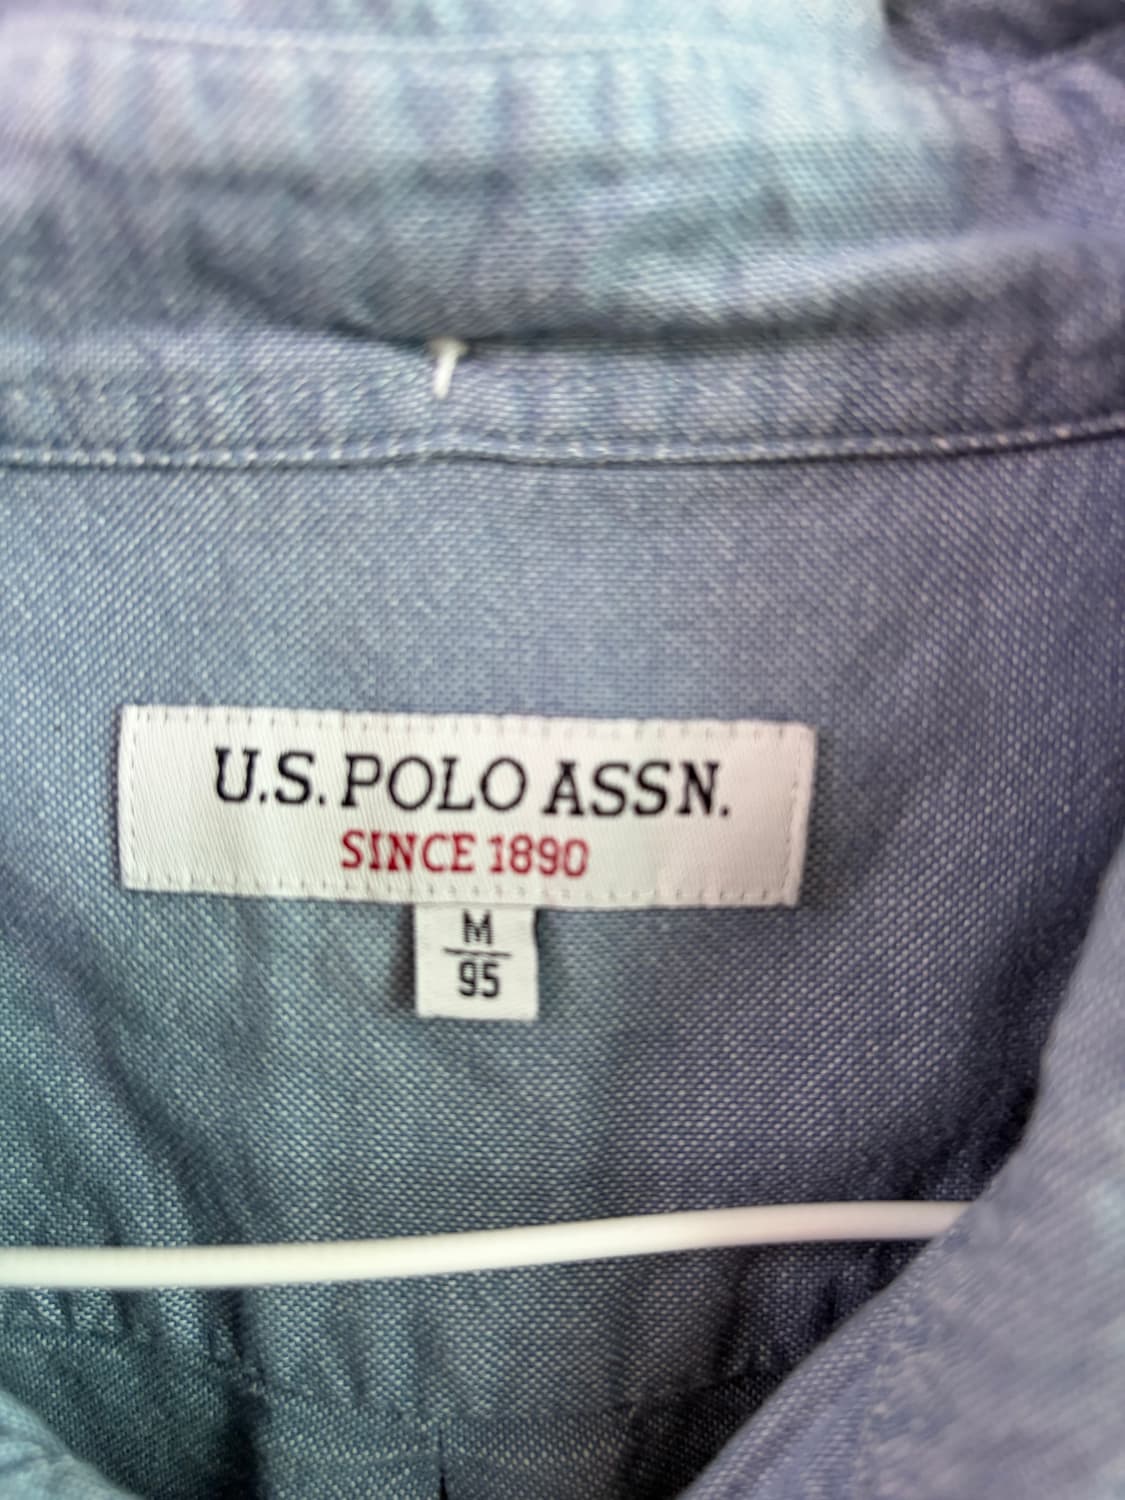 U.S. POLO ASSN.
SINCE 1890
M
95